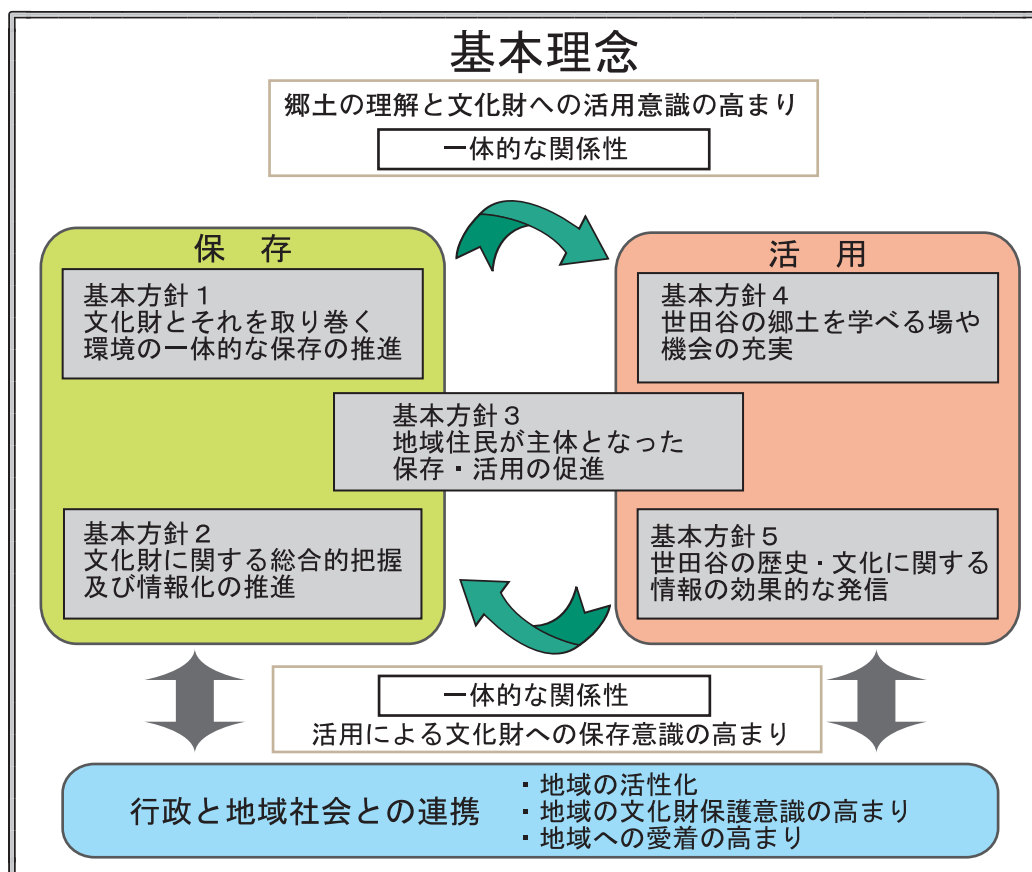 基本理念
郷土の理解と文化財への活用意識の高まり
一体的な関係性
保 存
基本方針1
文化財とそれを取り巻く
環境の一体的な保存の推進
活 用
基本方針4
世田谷の郷土を学べる場や
機会の充実
基本方針3
地域住民が主体となった
保存・活用の促進
基本方針2
文化財に関する総合的把握
及び情報化の推進
基本方針5
世田谷の歴史・文化に関する
情報の効果的な発信
一体的な関係性
活用による文化財への保存意識の高まり
行政と地域社会との連携
・地域の活性化
・地域の文化財保護意識の高まり
・地域への愛着の高まり